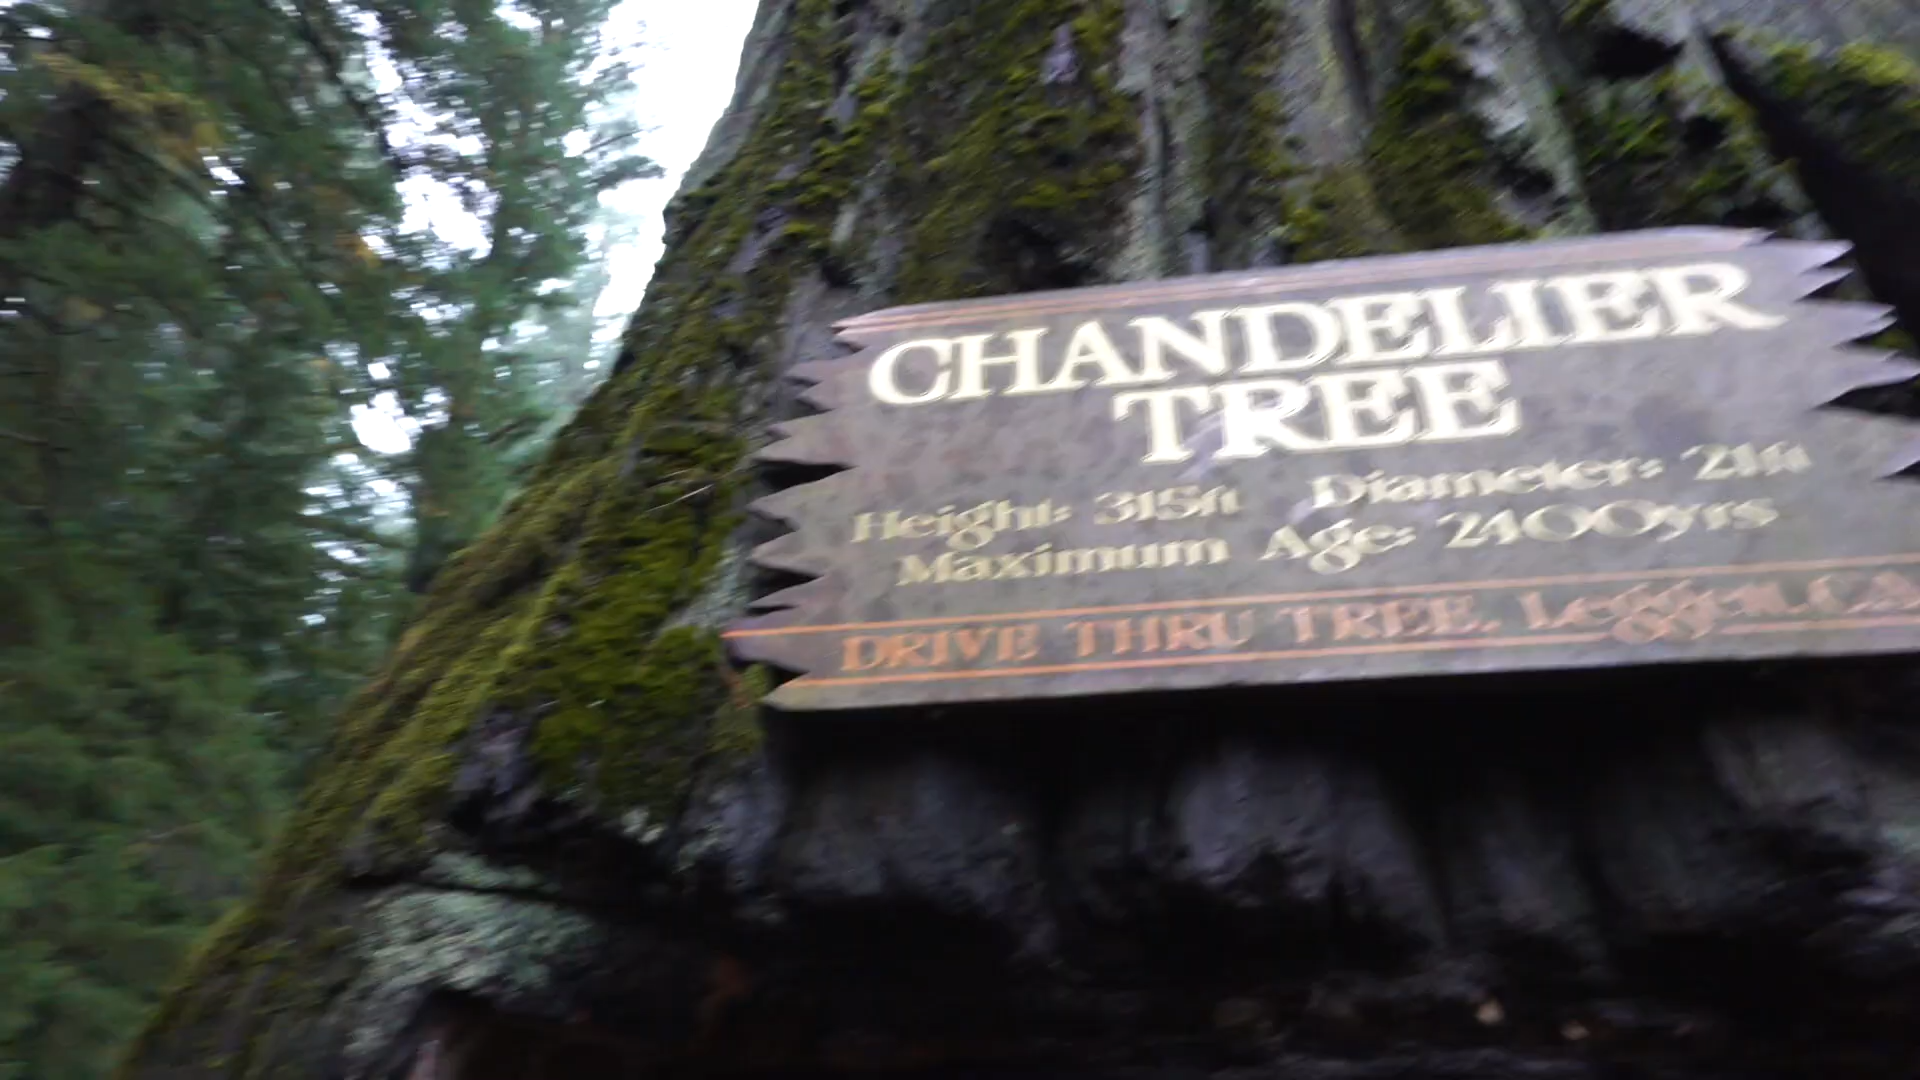 CHANDELIER
TREE
Height: 315ft Diameter: 21ft
Maximum Age: 2400yrs
DRIVE THRU TREE, Leggett, CA